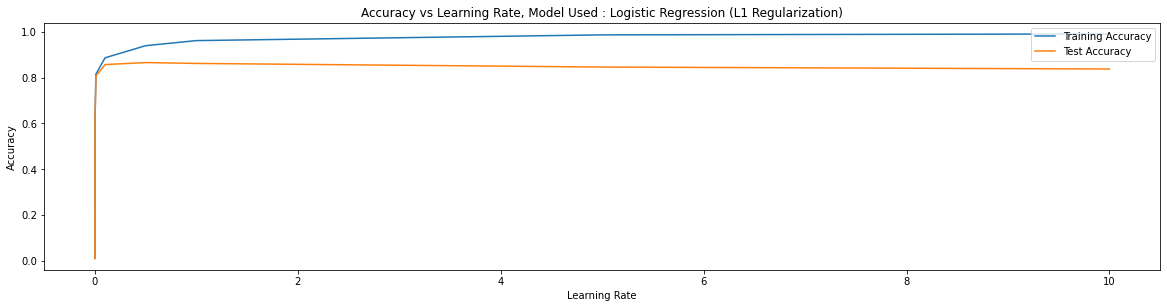 Accuracy vs Learning Rate, Model Used : Logistic Regression (L1 Regularization)
1.0
0.8
0.6
0.4
0.2
0.0
Accuracy
Training Accuracy
Test Accuracy
0 2 4 6 8 10
Learning Rate